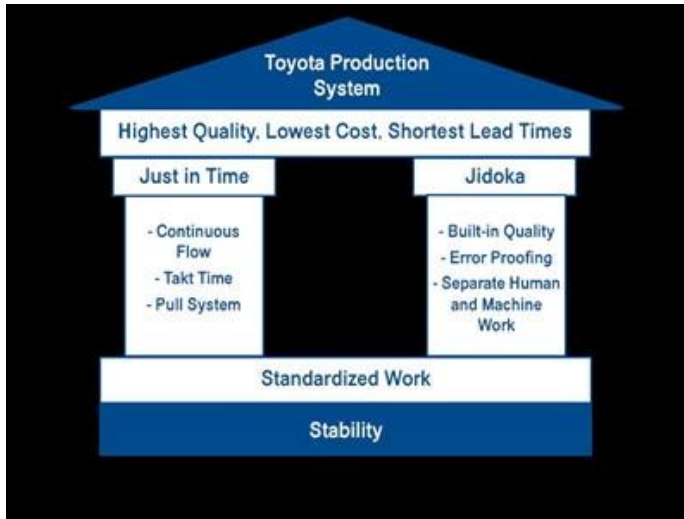 Toyota Production
System
Highest Quality, Lowest Cost, Shortest Lead Times
Just in Time
- Continuous
Flow
- Takt Time
- Pull System
Jidoka
- Built-in Quality
- Error Proofing
- Separate Human
and Machine
Work
Standardized Work
Stability